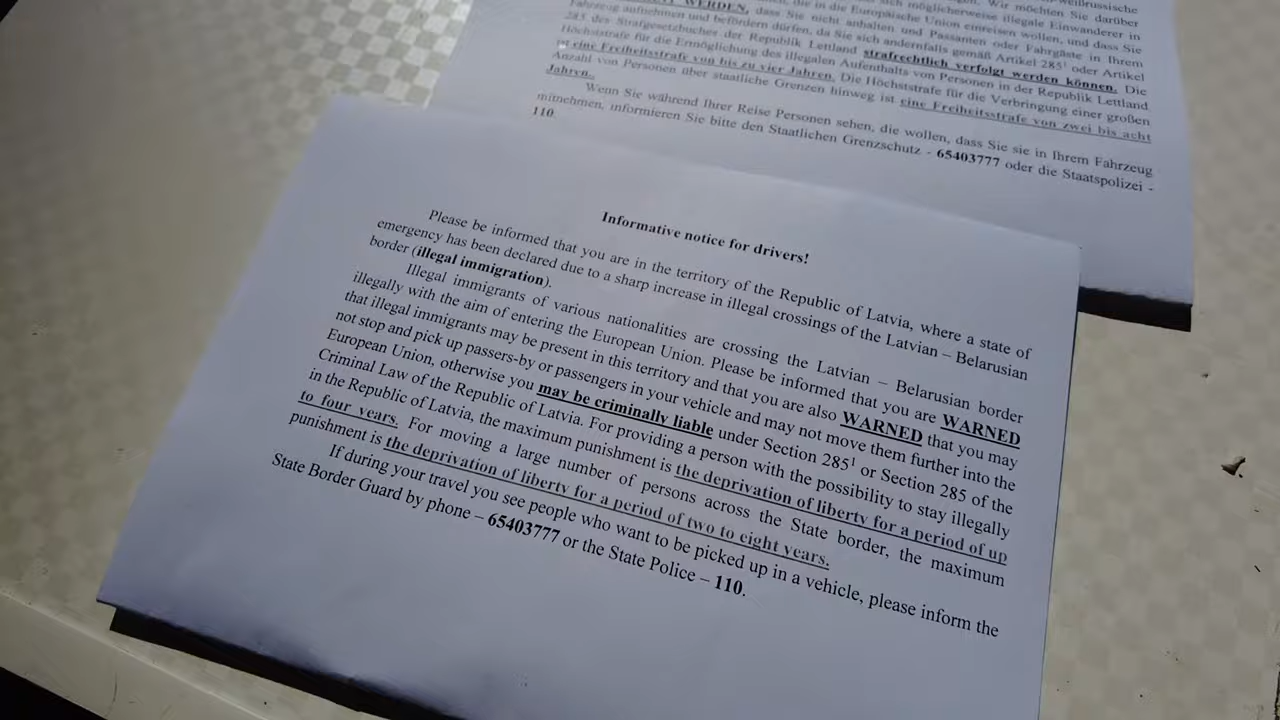 weißrussische
Wir möchten Sie darüber
möglicherweise illegale Einwanderer in
die in die Europäische Union einreisen wollen, und dass Sie
WERDEN, dass Sie nicht anhalten und Passanten oder Fahrgäste in Ihrem
Fahrzeug aufnehmen und befördern dürfen, da Sie sich andernfalls gemäß Artikel 285¹ oder Artikel
285 des Strafgesetzbuches der Republik Lettland strafrechtlich verfolgt werden können. Die
Höchststrafe für die Ermöglichung des illegalen Aufenthalts von Personen in der Republik Lettland
ist eine Freiheitsstrafe von bis zu vier Jahren. Die Höchststrafe für die Verbringung einer großen
Anzahl von Personen über staatliche Grenzen hinweg ist eine Freiheitsstrafe von zwei bis acht
Jahren.
Wenn Sie während Ihrer Reise Personen sehen, die wollen, dass Sie sie in Ihrem Fahrzeug
mitnehmen, informieren Sie bitte den Staatlichen Grenzschutz - 65403777 oder die Staatspolizei -
110.
Informative notice for drivers!
Please be informed that you are in the territory of the Republic of Latvia, where a state of
emergency has been declared due to a sharp increase in illegal crossings of the Latvian – Belarusian
border (illegal immigration).
Illegal immigrants of various nationalities are crossing the Latvian – Belarusian border
illegally with the aim of entering the European Union. Please be informed that you are WARNED
that illegal immigrants may be present in this territory and that you are also WARNED that you may
not stop and pick up passers-by or passengers in your vehicle and may not move them further into the
European Union, otherwise you may be criminally liable under Section 285¹ or Section 285 of the
Criminal Law of the Republic of Latvia. For providing a person with the possibility to stay illegally
in the Republic of Latvia, the maximum punishment is the deprivation of liberty for a period of up
to four years. For moving a large number of persons across the State border, the maximum
punishment is the deprivation of liberty for a period of two to eight years.
If during your travel you see people who want to be picked up in a vehicle, please inform the
State Border Guard by phone – 65403777 or the State Police – 110.